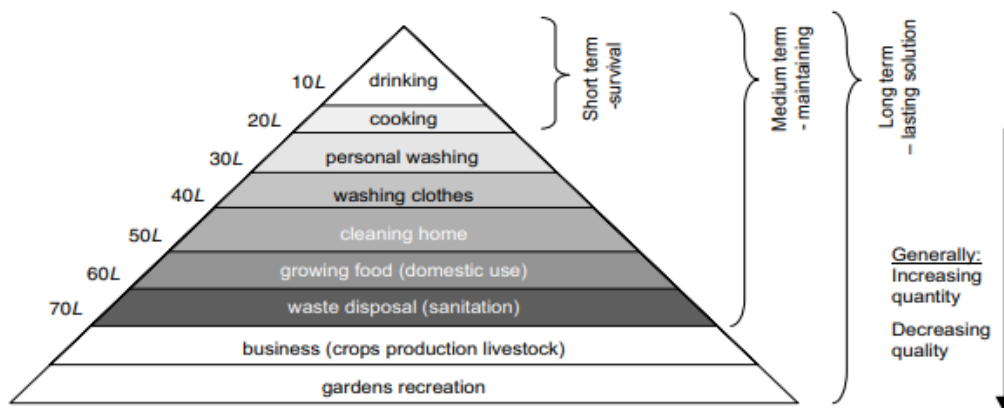 10L
drinking
20L
cooking
30L
personal washing
40L
washing clothes
50L
cleaning home
60L
growing food (domestic use)
70L
waste disposal (sanitation)
business (crops production livestock)
gardens recreation
Short term
-survival
Medium term
- maintaining
Long term
– lasting solution
Generally:
Increasing
quantity
Decreasing
quality